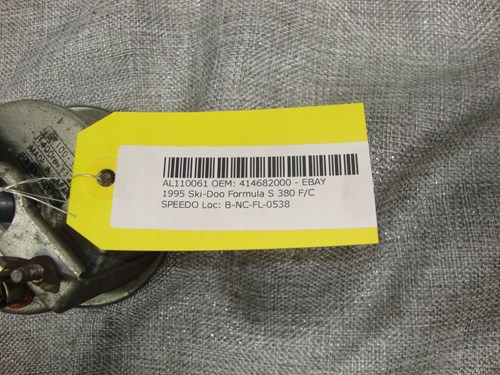 AL110061 OEM: 414682000 - EBAY
1995 Ski-Doo Formula S 380 F/C
SPEEDO Loc: B-NC-FL-0538